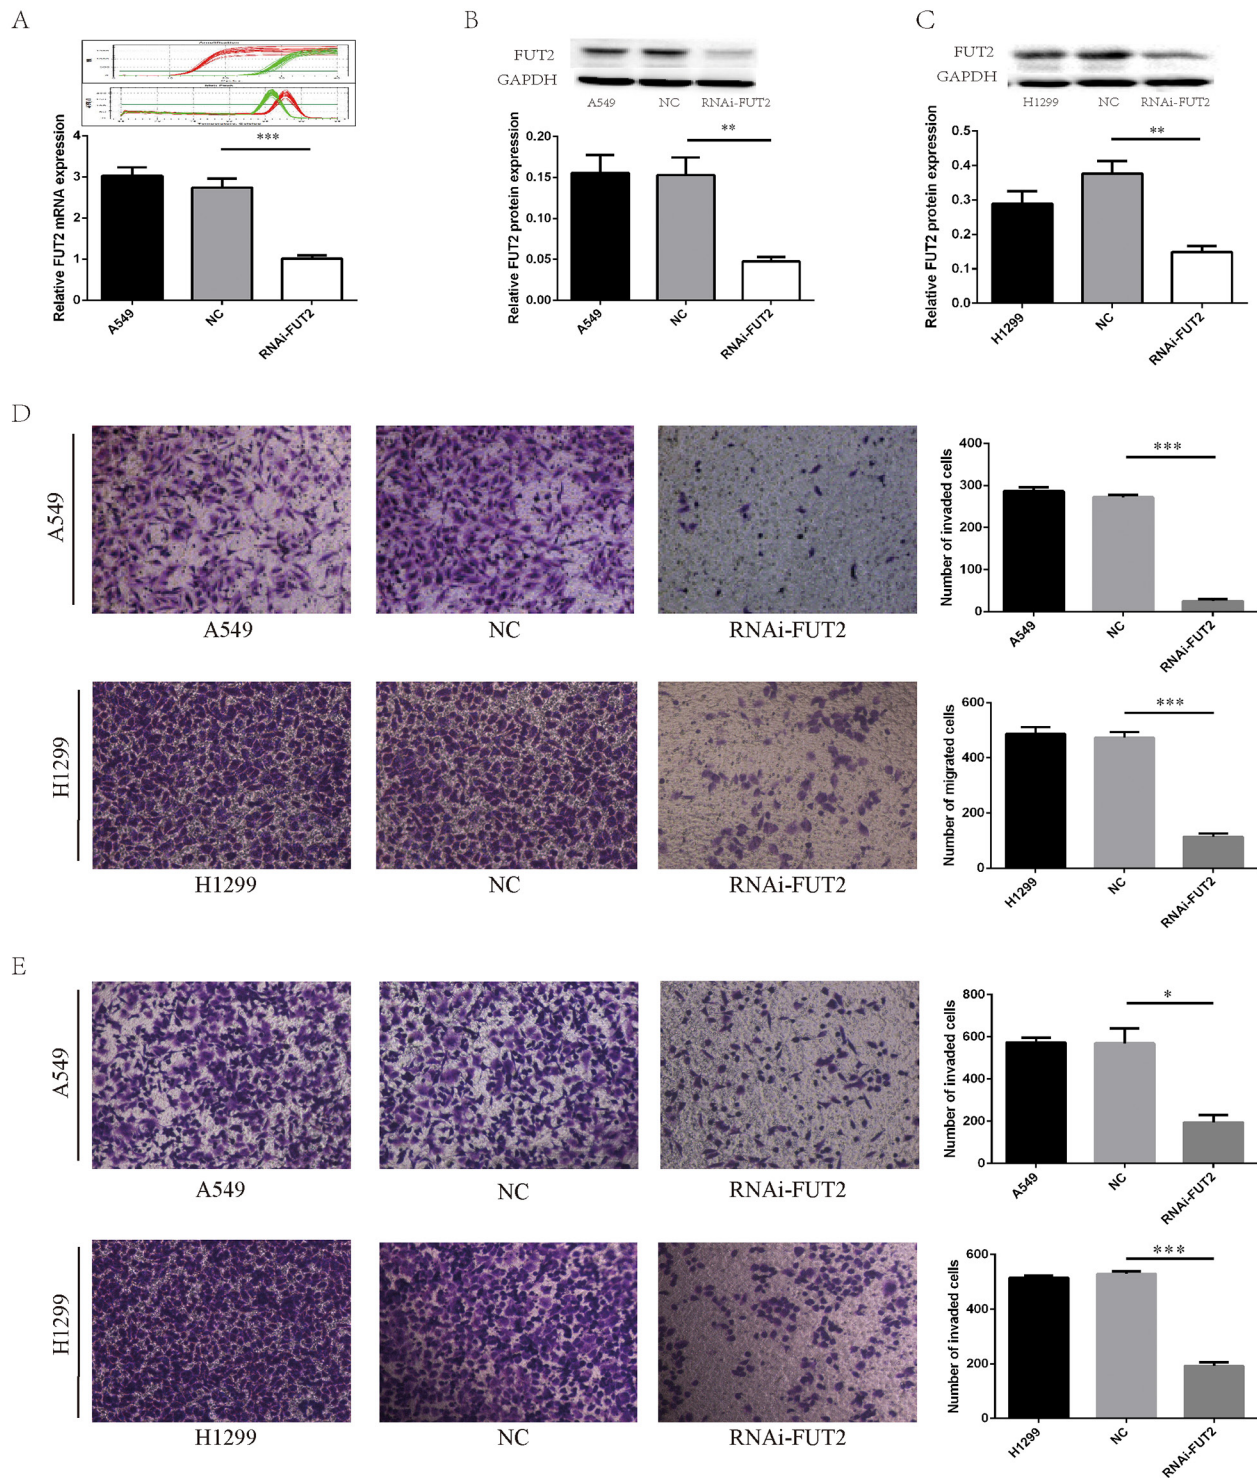 A
B
C
Amplification
Melt Peak
FUT2
GAPDH
A549 NC RNAi-FUT2
FUT2
GAPDH
H1299 NC RNAi-FUT2
Relative FUT2 mRNA expression
4
3
2
1
0
***
A549
NC
RNAi-FUT2
Relative FUT2 protein expression
0.20
0.15
0.10
0.05
0.00
**
A549
NC
RNAi-FUT2
Relative FUT2 protein expression
0.5
0.4
0.3
0.2
0.1
0.0
**
H1299
NC
RNAi-FUT2
D
A549
A549
NC
RNAi-FUT2
Number of invaded cells
400
300
200
100
0
***
A549
NC
RNAi-FUT2
H1299
H1299
NC
RNAi-FUT2
Number of migrated cells
600
400
200
0
***
H1299
NC
RNAi-FUT2
E
A549
A549
NC
RNAi-FUT2
Number of invaded cells
800
600
400
200
0
*
A549
NC
RNAi-FUT2
H1299
H1299
NC
RNAi-FUT2
Number of invaded cells
600
400
200
0
***
H1299
NC
RNAi-FUT2